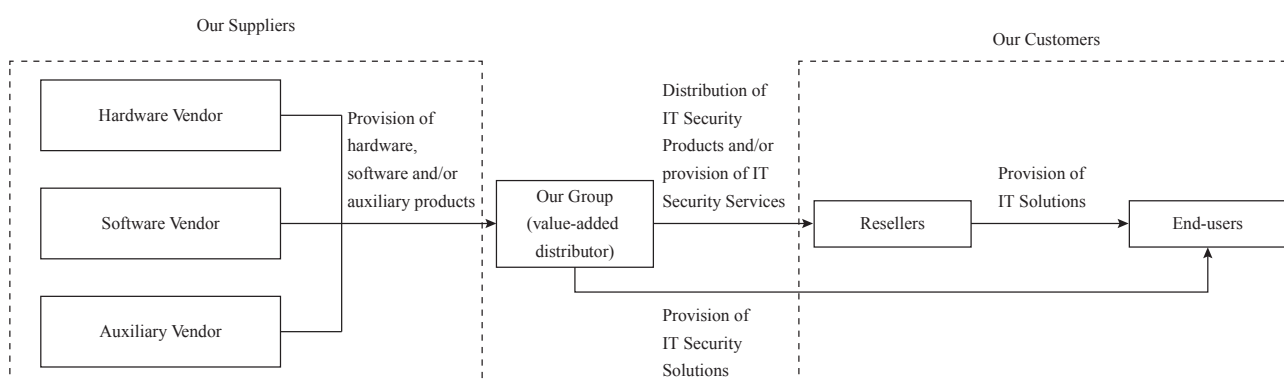 Our Suppliers
Our Customers
Hardware Vendor
Software Vendor
Auxiliary Vendor
Provision of
hardware,
software and/or
auxiliary products
Our Group
(value-added
distributor)
Distribution of
IT Security
Products and/or
provision of IT
Security Services
Resellers
Provision of
IT Solutions
End-users
Provision of
IT Security
Solutions